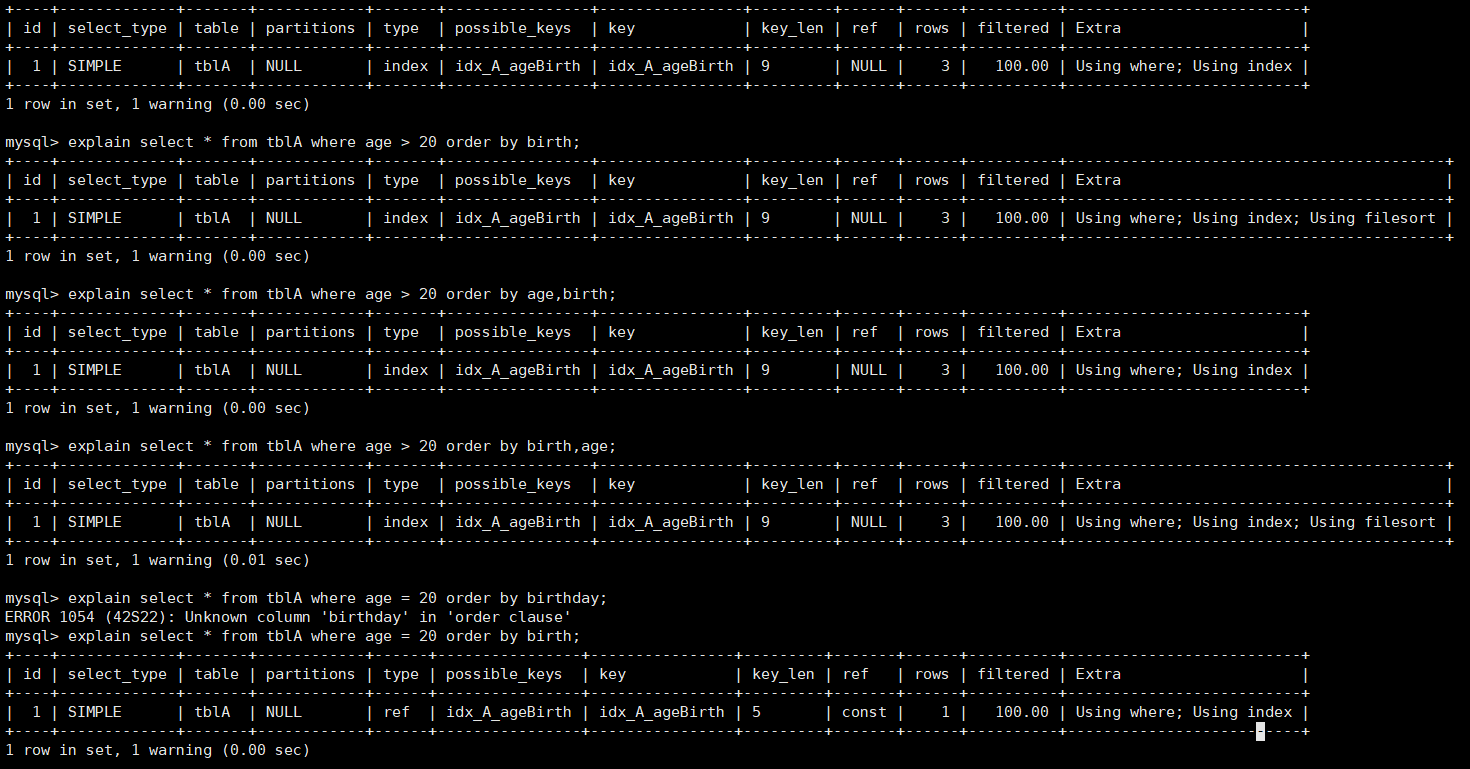 +----+-------------+-------+------------+-------+----------------+----------------+---------+------+------+----------+--------------------------+
| id | select_type | table | partitions | type  | possible_keys  | key            | key_len | ref  | rows | filtered | Extra                    |
+----+-------------+-------+------------+-------+----------------+----------------+---------+------+------+----------+--------------------------+
|  1 | SIMPLE      | tblA  | NULL       | index | idx_A_ageBirth | idx_A_ageBirth | 9       | NULL |    3 |   100.00 | Using where; Using index |
+----+-------------+-------+------------+-------+----------------+----------------+---------+------+------+----------+--------------------------+
1 row in set, 1 warning (0.00 sec)

mysql> explain select * from tblA where age > 20 order by birth;
+----+-------------+-------+------------+-------+----------------+----------------+---------+------+------+----------+------------------------------------------+
| id | select_type | table | partitions | type  | possible_keys  | key            | key_len | ref  | rows | filtered | Extra                                    |
+----+-------------+-------+------------+-------+----------------+----------------+---------+------+------+----------+------------------------------------------+
|  1 | SIMPLE      | tblA  | NULL       | index | idx_A_ageBirth | idx_A_ageBirth | 9       | NULL |    3 |   100.00 | Using where; Using index; Using filesort |
+----+-------------+-------+------------+-------+----------------+----------------+---------+------+------+----------+------------------------------------------+
1 row in set, 1 warning (0.00 sec)

mysql> explain select * from tblA where age > 20 order by age,birth;
+----+-------------+-------+------------+-------+----------------+----------------+---------+------+------+----------+--------------------------+
| id | select_type | table | partitions | type  | possible_keys  | key            | key_len | ref  | rows | filtered | Extra                    |
+----+-------------+-------+------------+-------+----------------+----------------+---------+------+------+----------+--------------------------+
|  1 | SIMPLE      | tblA  | NULL       | index | idx_A_ageBirth | idx_A_ageBirth | 9       | NULL |    3 |   100.00 | Using where; Using index |
+----+-------------+-------+------------+-------+----------------+----------------+---------+------+------+----------+--------------------------+
1 row in set, 1 warning (0.00 sec)

mysql> explain select * from tblA where age > 20 order by birth,age;
+----+-------------+-------+------------+-------+----------------+----------------+---------+------+------+----------+------------------------------------------+
| id | select_type | table | partitions | type  | possible_keys  | key            | key_len | ref  | rows | filtered | Extra                                    |
+----+-------------+-------+------------+-------+----------------+----------------+---------+------+------+----------+------------------------------------------+
|  1 | SIMPLE      | tblA  | NULL       | index | idx_A_ageBirth | idx_A_ageBirth | 9       | NULL |    3 |   100.00 | Using where; Using index; Using filesort |
+----+-------------+-------+------------+-------+----------------+----------------+---------+------+------+----------+------------------------------------------+
1 row in set, 1 warning (0.01 sec)

mysql> explain select * from tblA where age = 20 order by birthday;
ERROR 1054 (42S22): Unknown column 'birthday' in 'order clause'
mysql> explain select * from tblA where age = 20 order by birth;
+----+-------------+-------+------------+------+----------------+----------------+---------+-------+------+----------+--------------------------+
| id | select_type | table | partitions | type | possible_keys  | key            | key_len | ref   | rows | filtered | Extra                    |
+----+-------------+-------+------------+------+----------------+----------------+---------+-------+------+----------+--------------------------+
|  1 | SIMPLE      | tblA  | NULL       | ref  | idx_A_ageBirth | idx_A_ageBirth | 5       | const |    1 |   100.00 | Using where; Using index |
+----+-------------+-------+------------+------+----------------+----------------+---------+-------+------+----------+--------------------------+
1 row in set, 1 warning (0.00 sec)